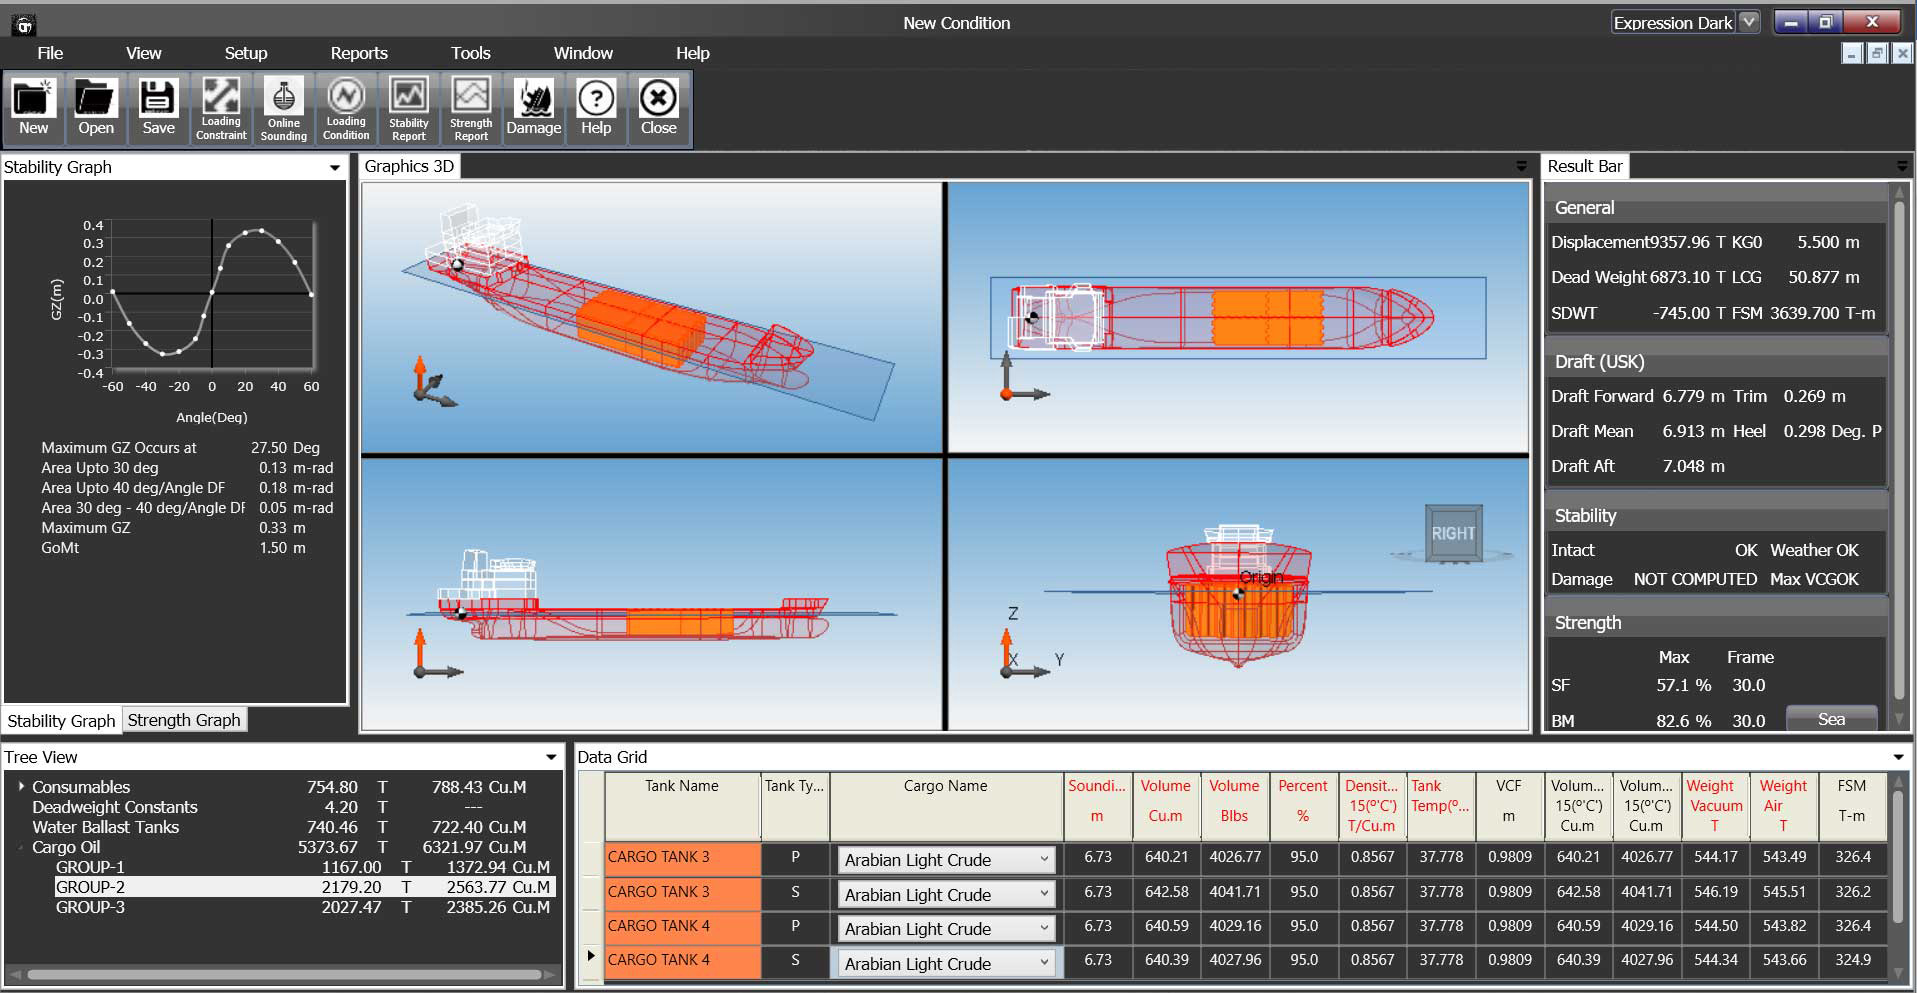 New Condition
Expression Dark
File View Setup Reports Tools Window Help
New
Open
Save
Loading Constraint
Online Sounding
Loading Condition
Stability Report
Strength Report
Damage
Help
Close
Stability Graph
GZ(m)
0.4
0.3
0.2
0.1
0.0
-0.1
-0.2
-0.3
-0.4
-60 -40 -20 0 20 40 60
Angle(Deg)
Maximum GZ Occurs at 27.50 Deg
Area Upto 30 deg 0.13 m-rad
Area Upto 40 deg/Angle DF 0.18 m-rad
Area 30 deg - 40 deg/Angle DF 0.05 m-rad
Maximum GZ 0.33 m
GoMt 1.50 m
Stability Graph Strength Graph
Graphics 3D
RIGHT
Origin
Z
X Y
Result Bar
General
Displacement 9357.96 T KG0 5.500 m
Dead Weight 6873.10 T LCG 50.877 m
SDWT -745.00 T FSM 3639.700 T-m
Draft (USK)
Draft Forward 6.779 m Trim 0.269 m
Draft Mean 6.913 m Heel 0.298 Deg. P
Draft Aft 7.048 m
Stability
Intact OK Weather OK
Damage NOT COMPUTED Max VCGOK
Strength
Max Frame
SF 57.1 % 30.0
BM 82.6 % 30.0 Sea
Tree View
Consumables 754.80 T 788.43 Cu.M
Deadweight Constants 4.20 T ---
Water Ballast Tanks 740.46 T 722.40 Cu.M
Cargo Oil 5373.67 T 6321.97 Cu.M
GROUP-1 1167.00 T 1372.94 Cu.M
GROUP-2 2179.20 T 2563.77 Cu.M
GROUP-3 2027.47 T 2385.26 Cu.M
Data Grid
Tank Name Tank Ty... Cargo Name Soundi... Volume Volume Percent Densit... Tank VCF Volum... Volum... Weight Weight FSM
15(º'C') Temp(º... 15(º'C') 15(º'C') Vacuum Air
m Cu.m Blbs % T/Cu.m m Cu.m Cu.m T T T-m
CARGO TANK 3 P Arabian Light Crude 6.73 640.21 4026.77 95.0 0.8567 37.778 0.9809 640.21 4026.77 544.17 543.49 326.4
CARGO TANK 3 S Arabian Light Crude 6.73 642.58 4041.71 95.0 0.8567 37.778 0.9809 642.58 4041.71 546.19 545.51 326.2
CARGO TANK 4 P Arabian Light Crude 6.73 640.59 4029.16 95.0 0.8567 37.778 0.9809 640.59 4029.16 544.50 543.82 326.4
CARGO TANK 4 S Arabian Light Crude 6.73 640.39 4027.96 95.0 0.8567 37.778 0.9809 640.39 4027.96 544.34 543.66 324.9